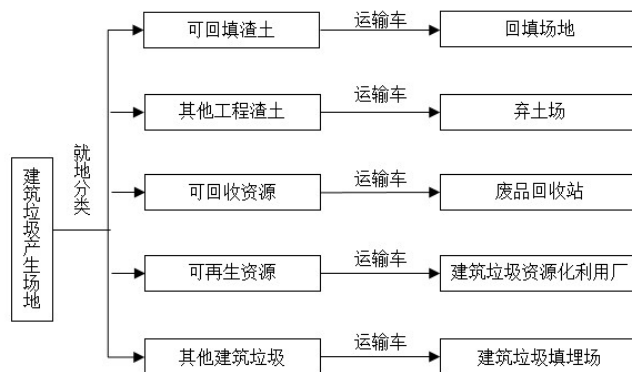 可回填渣土
运输车
回填场地
其他工程渣土
运输车
弃土场
建筑垃圾产生场地
就地分类
可回收资源
运输车
废品回收站
可再生资源
运输车
建筑垃圾资源化利用厂
其他建筑垃圾
运输车
建筑垃圾填埋场